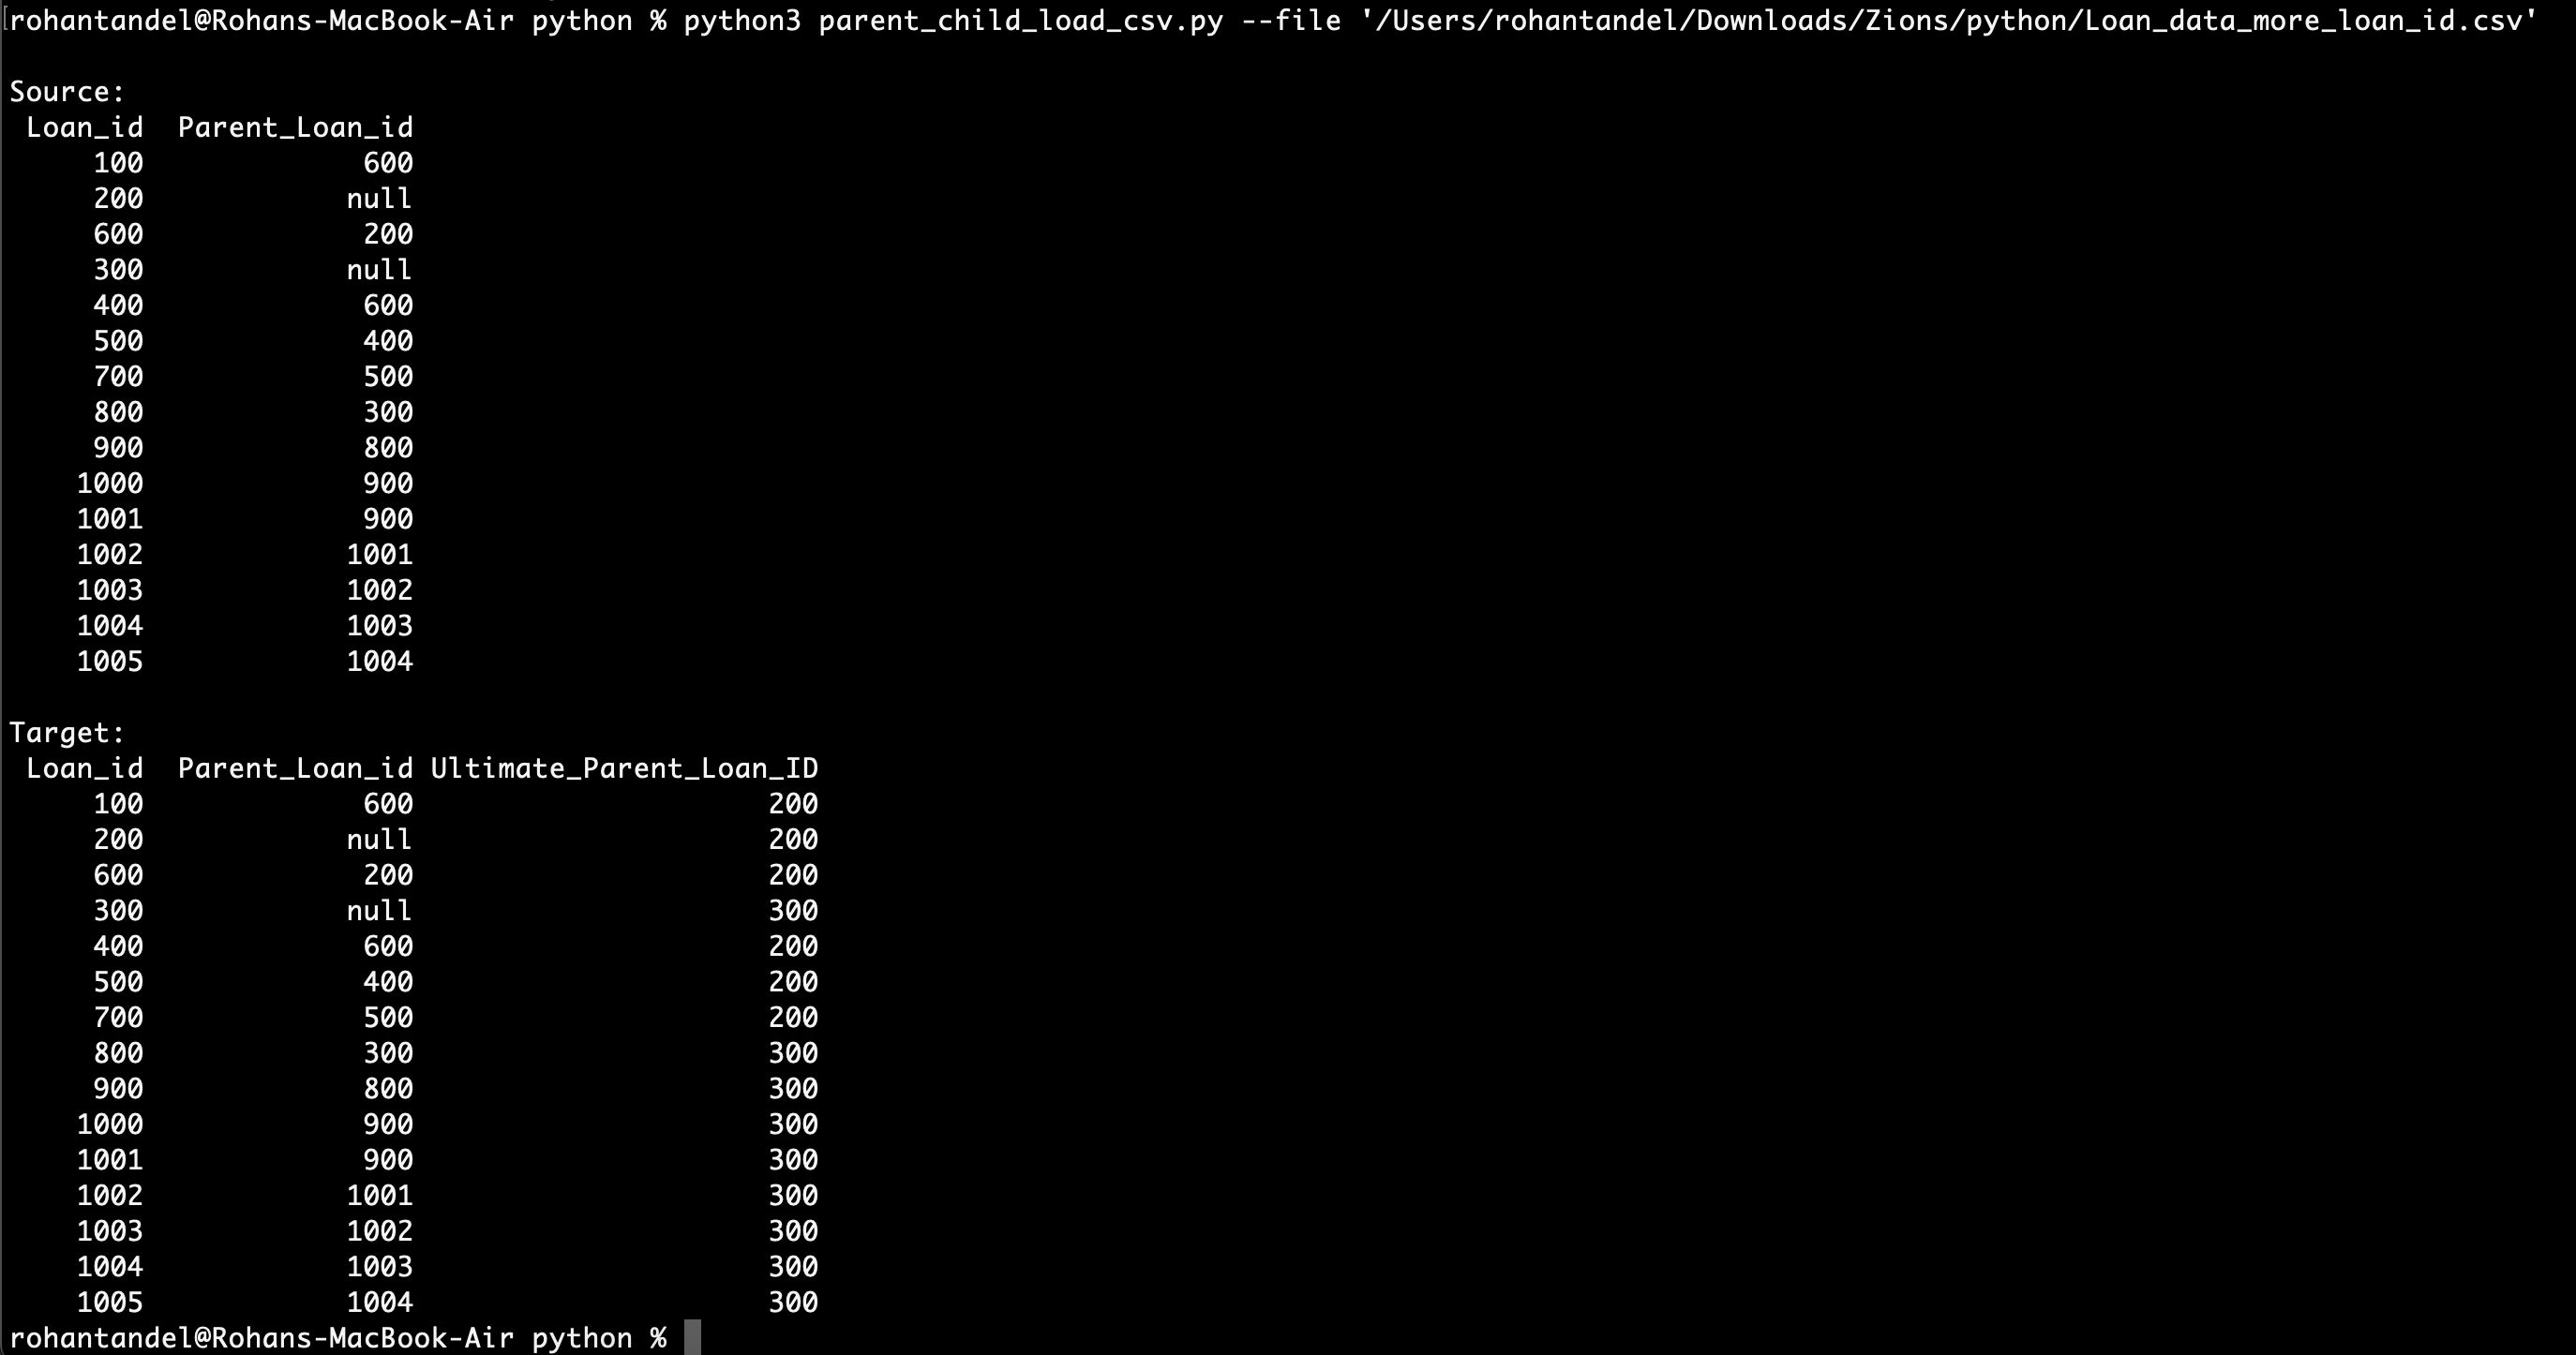 rohantandel@Rohans-MacBook-Air python % python3 parent_child_load_csv.py --file '/Users/rohantandel/Downloads/Zions/python/Loan_data_more_loan_id.csv'
Source:
Loan_id Parent_Loan_id
100 600
200 null
600 200
300 null
400 600
500 400
700 500
800 300
900 800
1000 900
1001 900
1002 1001
1003 1002
1004 1003
1005 1004
Target:
Loan_id Parent_Loan_id Ultimate_Parent_Loan_ID
100 600 200
200 null 200
600 200 200
300 null 300
400 600 200
500 400 200
700 500 200
800 300 300
900 800 300
1000 900 300
1001 900 300
1002 1001 300
1003 1002 300
1004 1003 300
1005 1004 300
rohantandel@Rohans-MacBook-Air python %